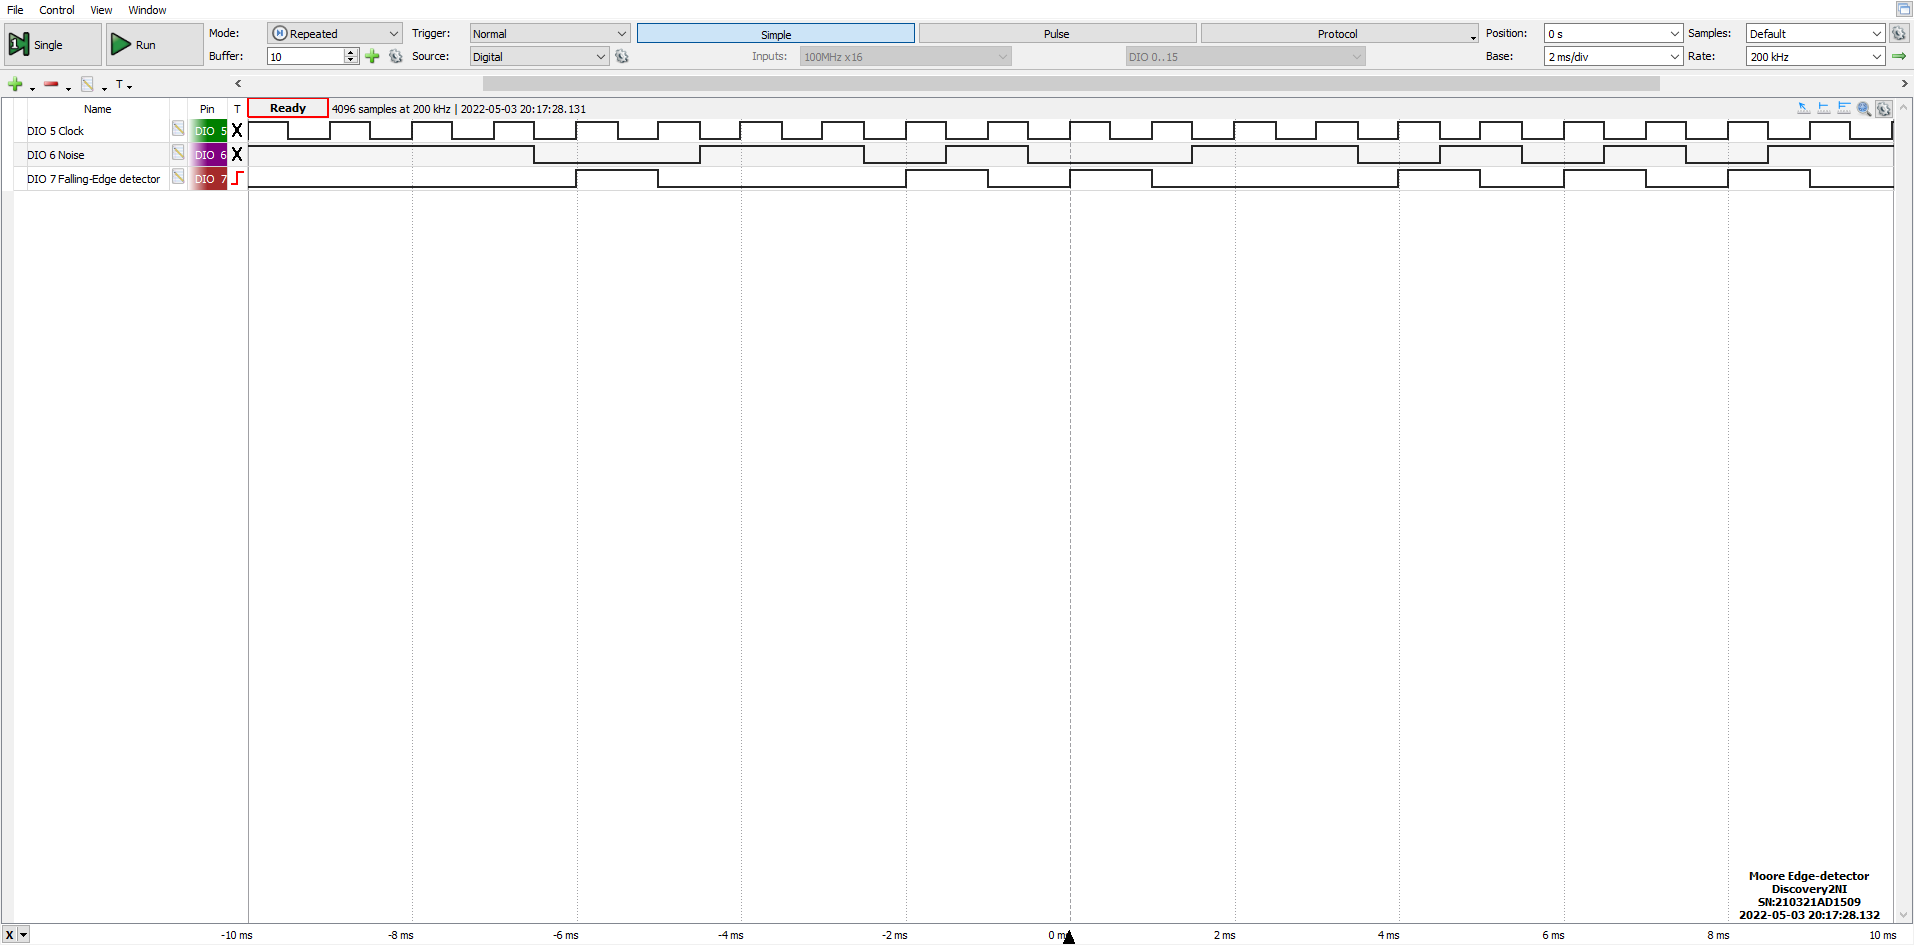 File Control View Window
Single Run Mode: Repeated Trigger: Normal Simple Pulse Protocol Position: 0 s Samples: Default
Buffer: 10 Source: Digital Inputs: 100MHz x16 DIO 0..15 Base: 2 ms/div Rate: 200 kHz
T
Name Pin T Ready 4096 samples at 200 kHz | 2022-05-03 20:17:28.131
DIO 5 Clock DIO 5 X
DIO 6 Noise DIO 6 X
DIO 7 Falling-Edge detector DIO 7
Moore Edge-detector
Discovery2NI
SN:210321AD1509
2022-05-03 20:17:28.132
X -10 ms -8 ms -6 ms -4 ms -2 ms 0 ms 2 ms 4 ms 6 ms 8 ms 10 ms